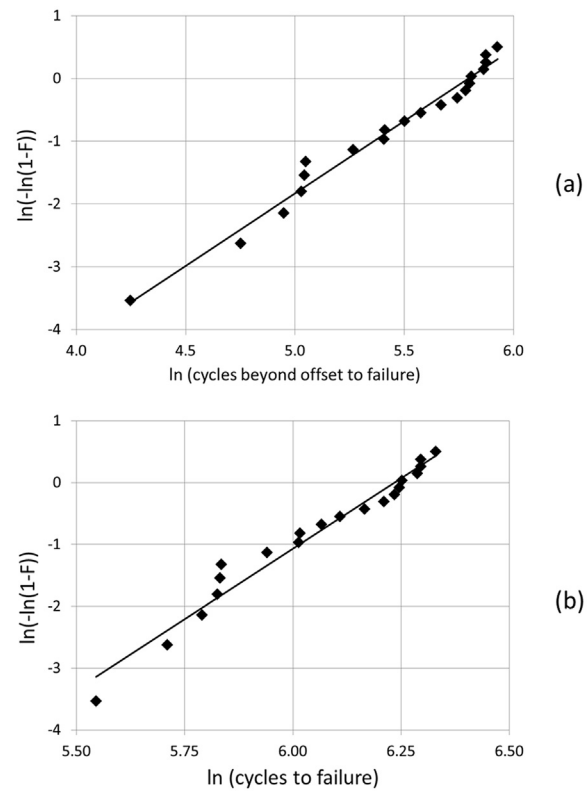 1
0
-1
-2
-3
-4
4.0 4.5 5.0 5.5 6.0
ln(-ln(1-F))
ln (cycles beyond offset to failure)
(a)
1
0
-1
-2
-3
-4
5.50 5.75 6.00 6.25 6.50
ln(-ln(1-F))
ln (cycles to failure)
(b)